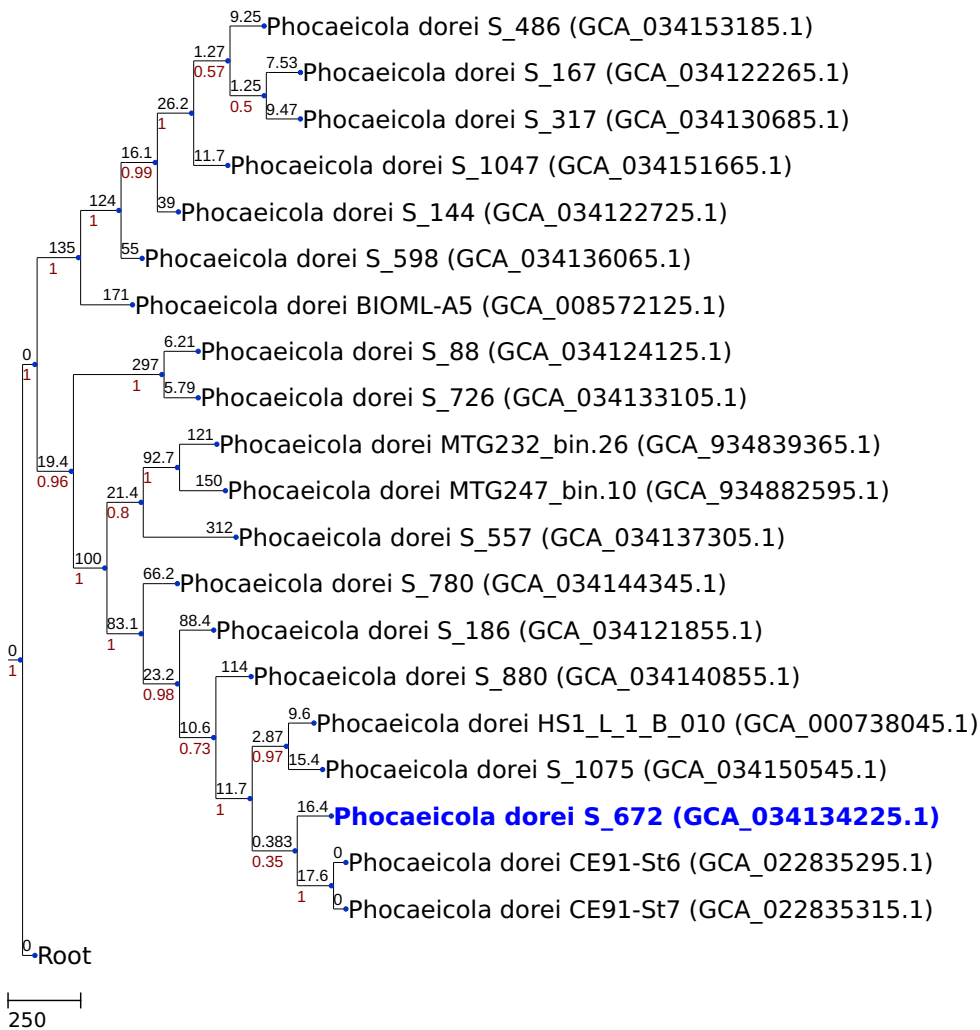 9.25
Phocaeicola dorei S_486 (GCA_034153185.1)
1.27
0.57
7.53
Phocaeicola dorei S_167 (GCA_034122265.1)
1.25
0.5
9.47
Phocaeicola dorei S_317 (GCA_034130685.1)
26.2
1
11.7
Phocaeicola dorei S_1047 (GCA_034151665.1)
16.1
0.99
39
Phocaeicola dorei S_144 (GCA_034122725.1)
124
1
55
Phocaeicola dorei S_598 (GCA_034136065.1)
135
1
171
Phocaeicola dorei BIOML-A5 (GCA_008572125.1)
0
1
6.21
Phocaeicola dorei S_88 (GCA_034124125.1)
297
1
5.79
Phocaeicola dorei S_726 (GCA_034133105.1)
19.4
0.96
121
Phocaeicola dorei MTG232_bin.26 (GCA_934839365.1)
92.7
1
150
Phocaeicola dorei MTG247_bin.10 (GCA_934882595.1)
21.4
0.8
312
Phocaeicola dorei S_557 (GCA_034137305.1)
100
1
66.2
Phocaeicola dorei S_780 (GCA_034144345.1)
83.1
1
88.4
Phocaeicola dorei S_186 (GCA_034121855.1)
0
1
23.2
0.98
114
Phocaeicola dorei S_880 (GCA_034140855.1)
10.6
0.73
9.6
Phocaeicola dorei HS1_L_1_B_010 (GCA_000738045.1)
2.87
0.97
15.4
Phocaeicola dorei S_1075 (GCA_034150545.1)
11.7
1
16.4
Phocaeicola dorei S_672 (GCA_034134225.1)
0.383
0.35
0
Phocaeicola dorei CE91-St6 (GCA_022835295.1)
17.6
1
0
Phocaeicola dorei CE91-St7 (GCA_022835315.1)
0
Root
250